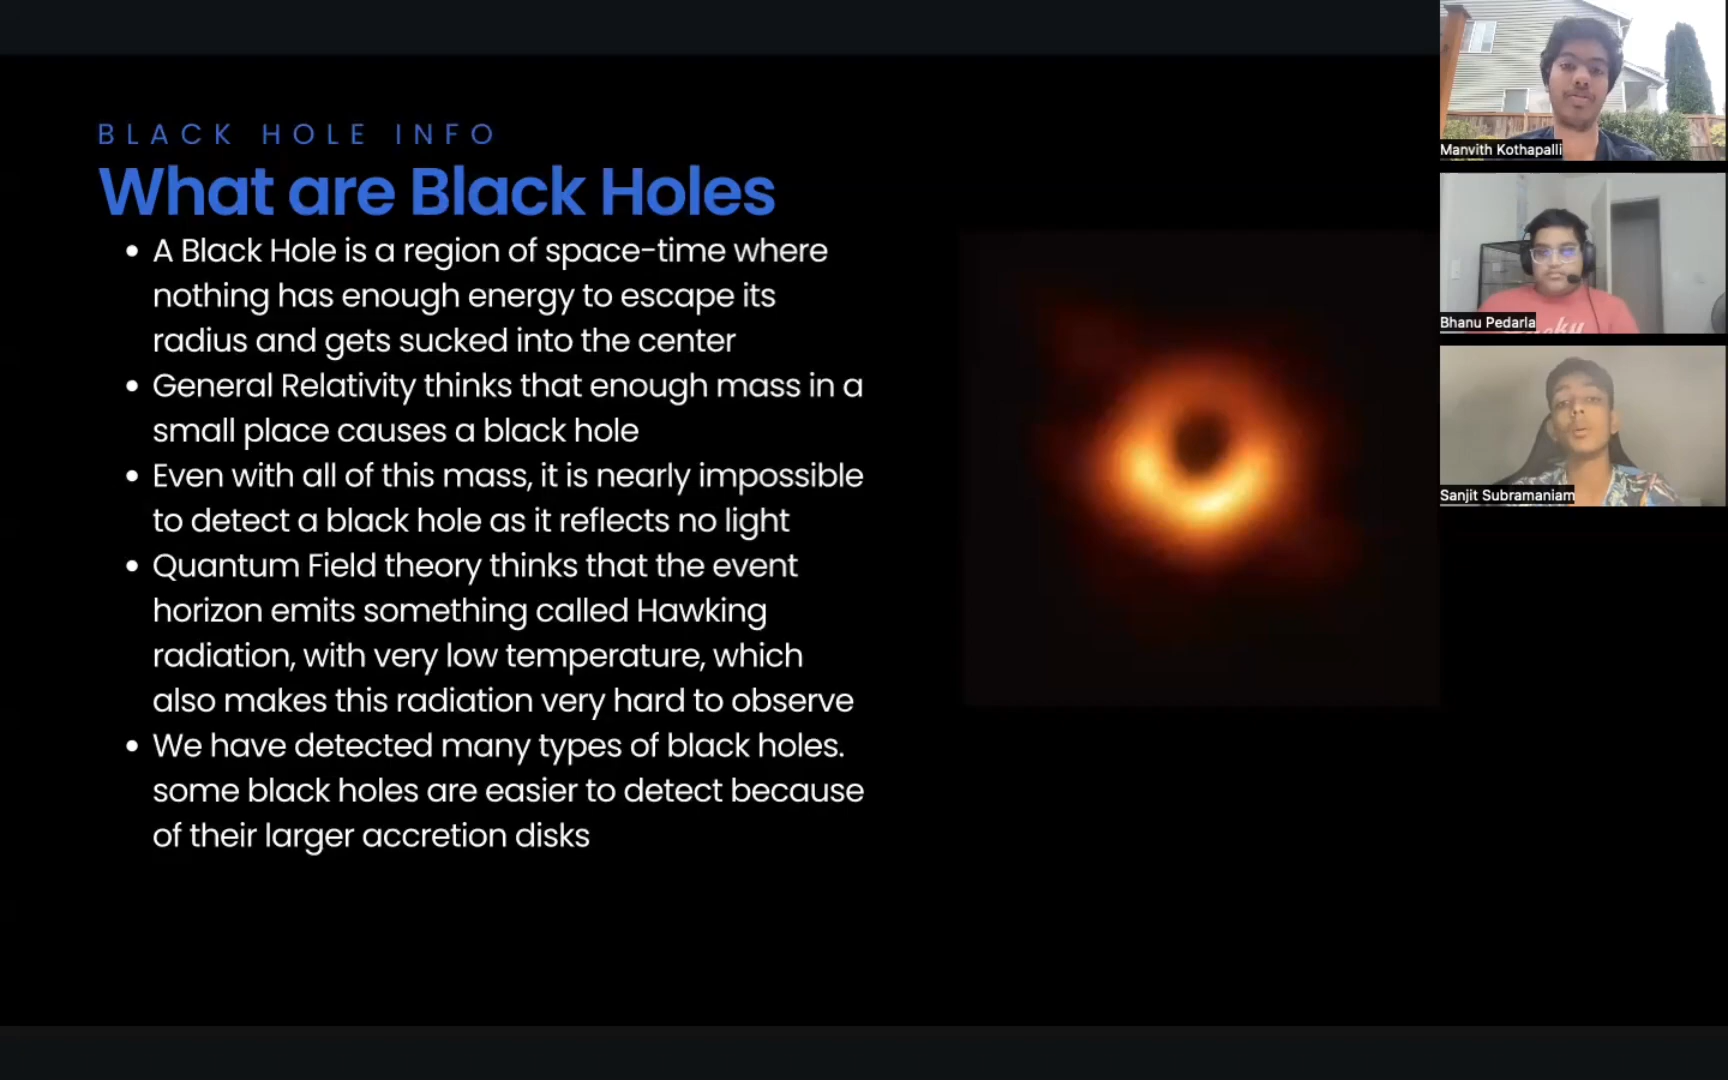 BLACK HOLE INFO
What are Black Holes
• A Black Hole is a region of space-time where
nothing has enough energy to escape its
radius and gets sucked into the center
• General Relativity thinks that enough mass in a
small place causes a black hole
• Even with all of this mass, it is nearly impossible
to detect a black hole as it reflects no light
• Quantum Field theory thinks that the event
horizon emits something called Hawking
radiation, with very low temperature, which
also makes this radiation very hard to observe
• We have detected many types of black holes.
some black holes are easier to detect because
of their larger accretion disks
Manvith Kothapalli
Bhanu Pedarla
Sanjit Subramaniam